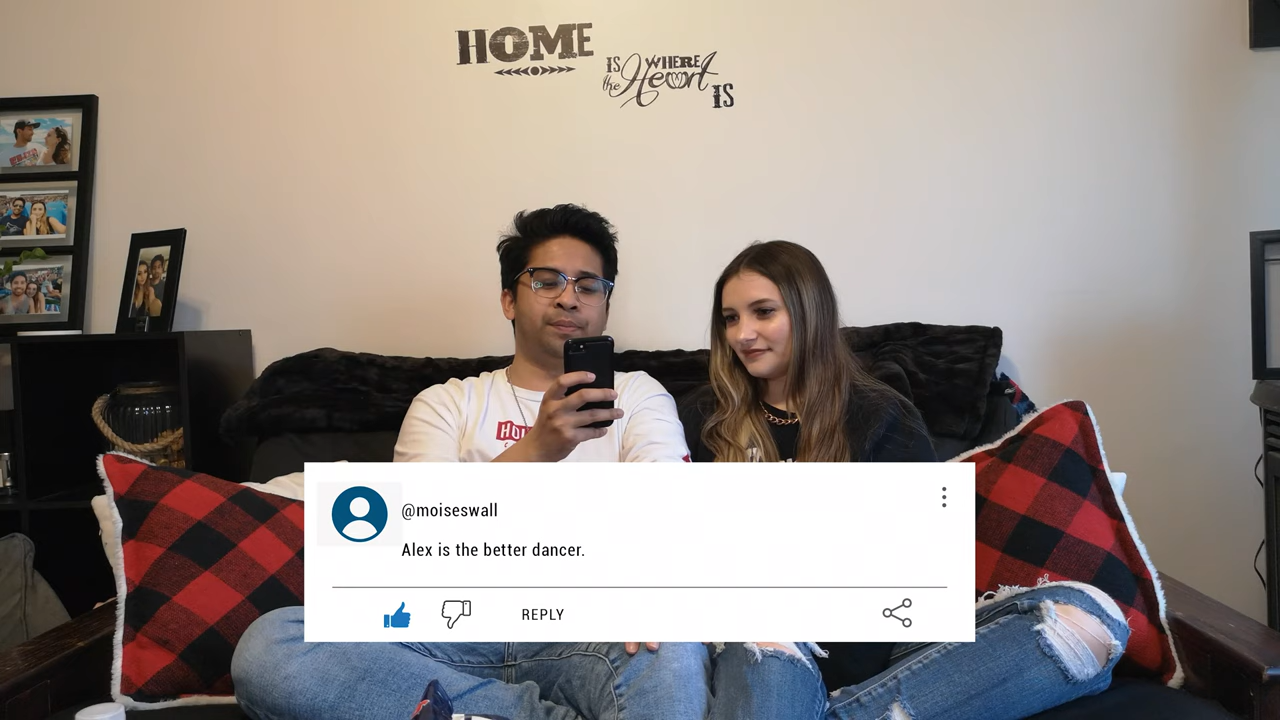 HOME
IS WHERE
the Heart
IS
@moiseswall
Alex is the better dancer.
REPLY